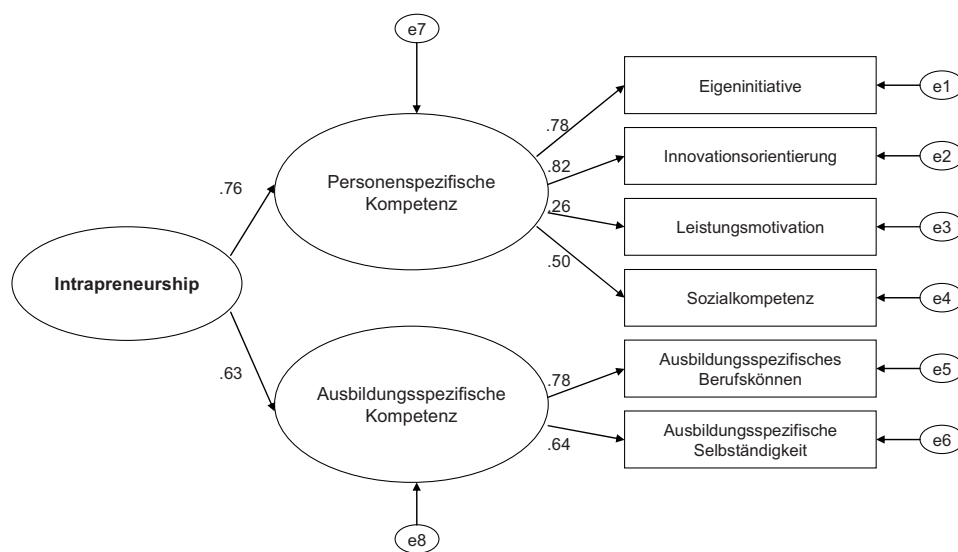 e7
Eigeninitiative
e1
.78
Innovationsorientierung
e2
.82
Personenspezifische
Kompetenz
.76
.26
Leistungsmotivation
e3
.50
Intrapreneurship
Sozialkompetenz
e4
.63
Ausbildungsspezifisches
Berufskönnen
e5
.78
Ausbildungsspezifische
Kompetenz
.64
Ausbildungsspezifische
Selbständigkeit
e6
e8